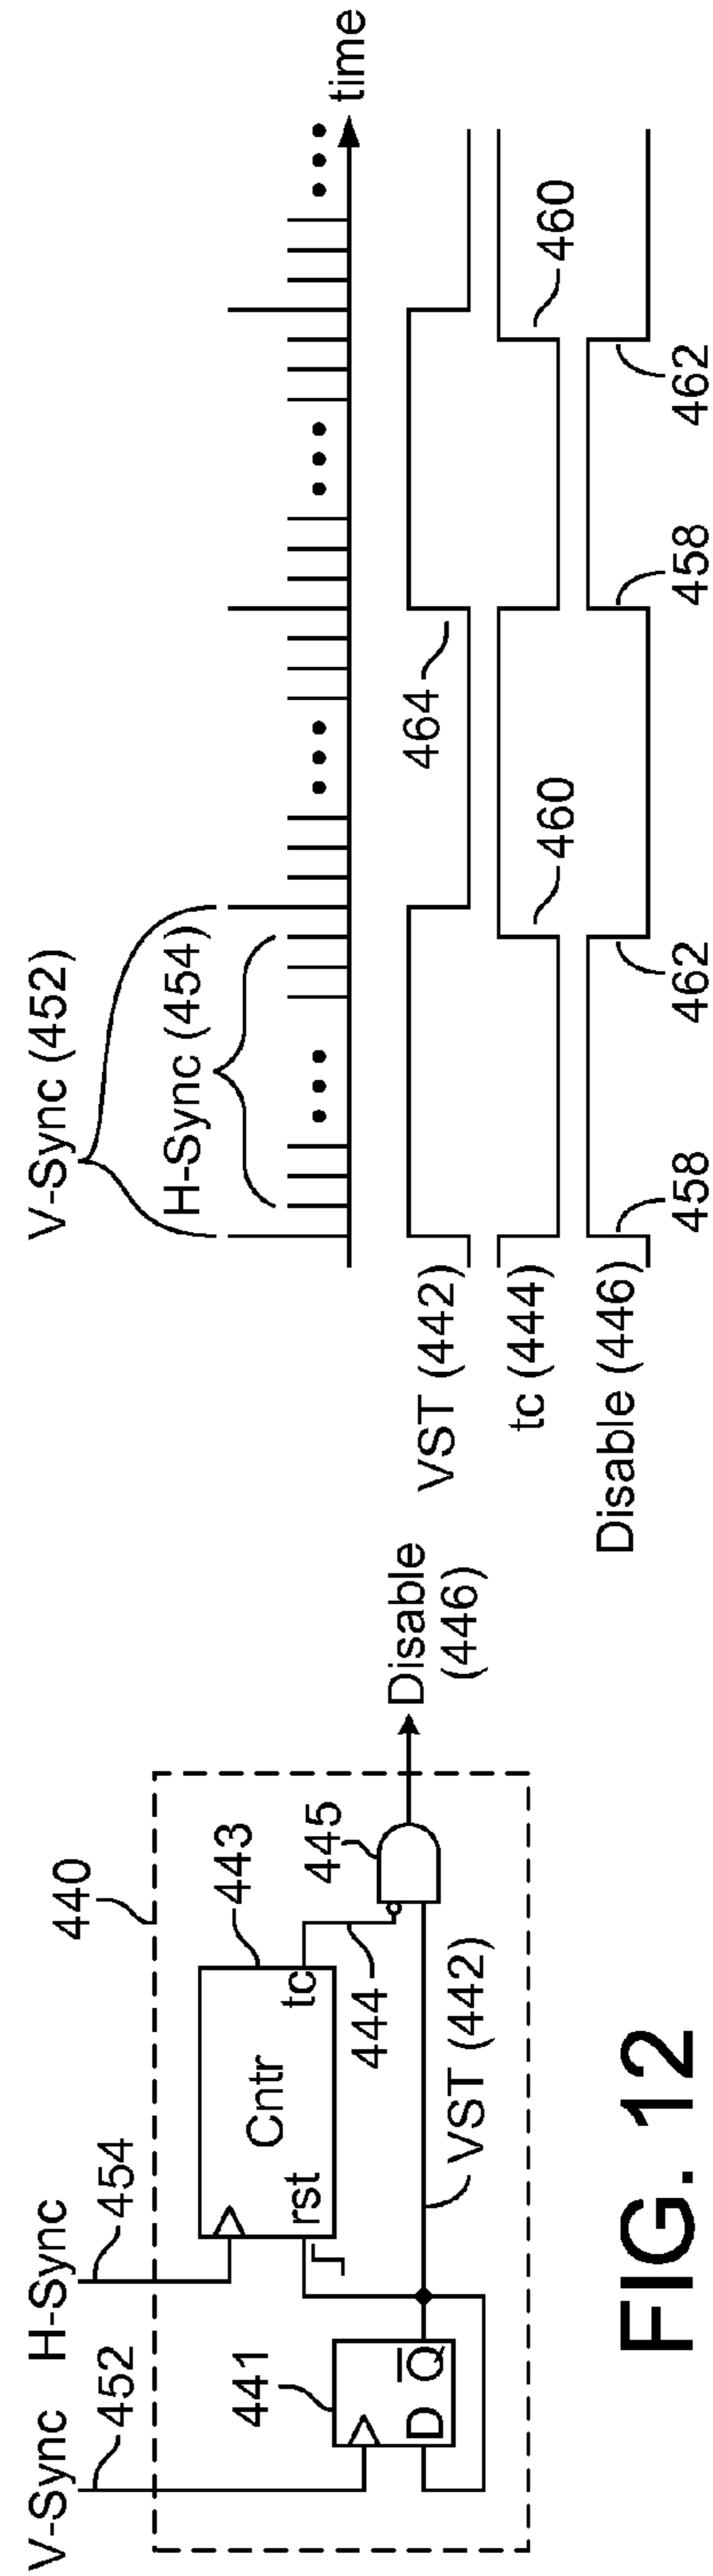 V-Sync H-Sync
452
454
440
441
D Q̅
Cntr
rst
tc
443
444
445
VST (442)
Disable
(446)
V-Sync (452)
H-Sync (454)
time
VST (442)
464
tc (444)
460
460
Disable (446)
458
462
458
462
FIG. 12